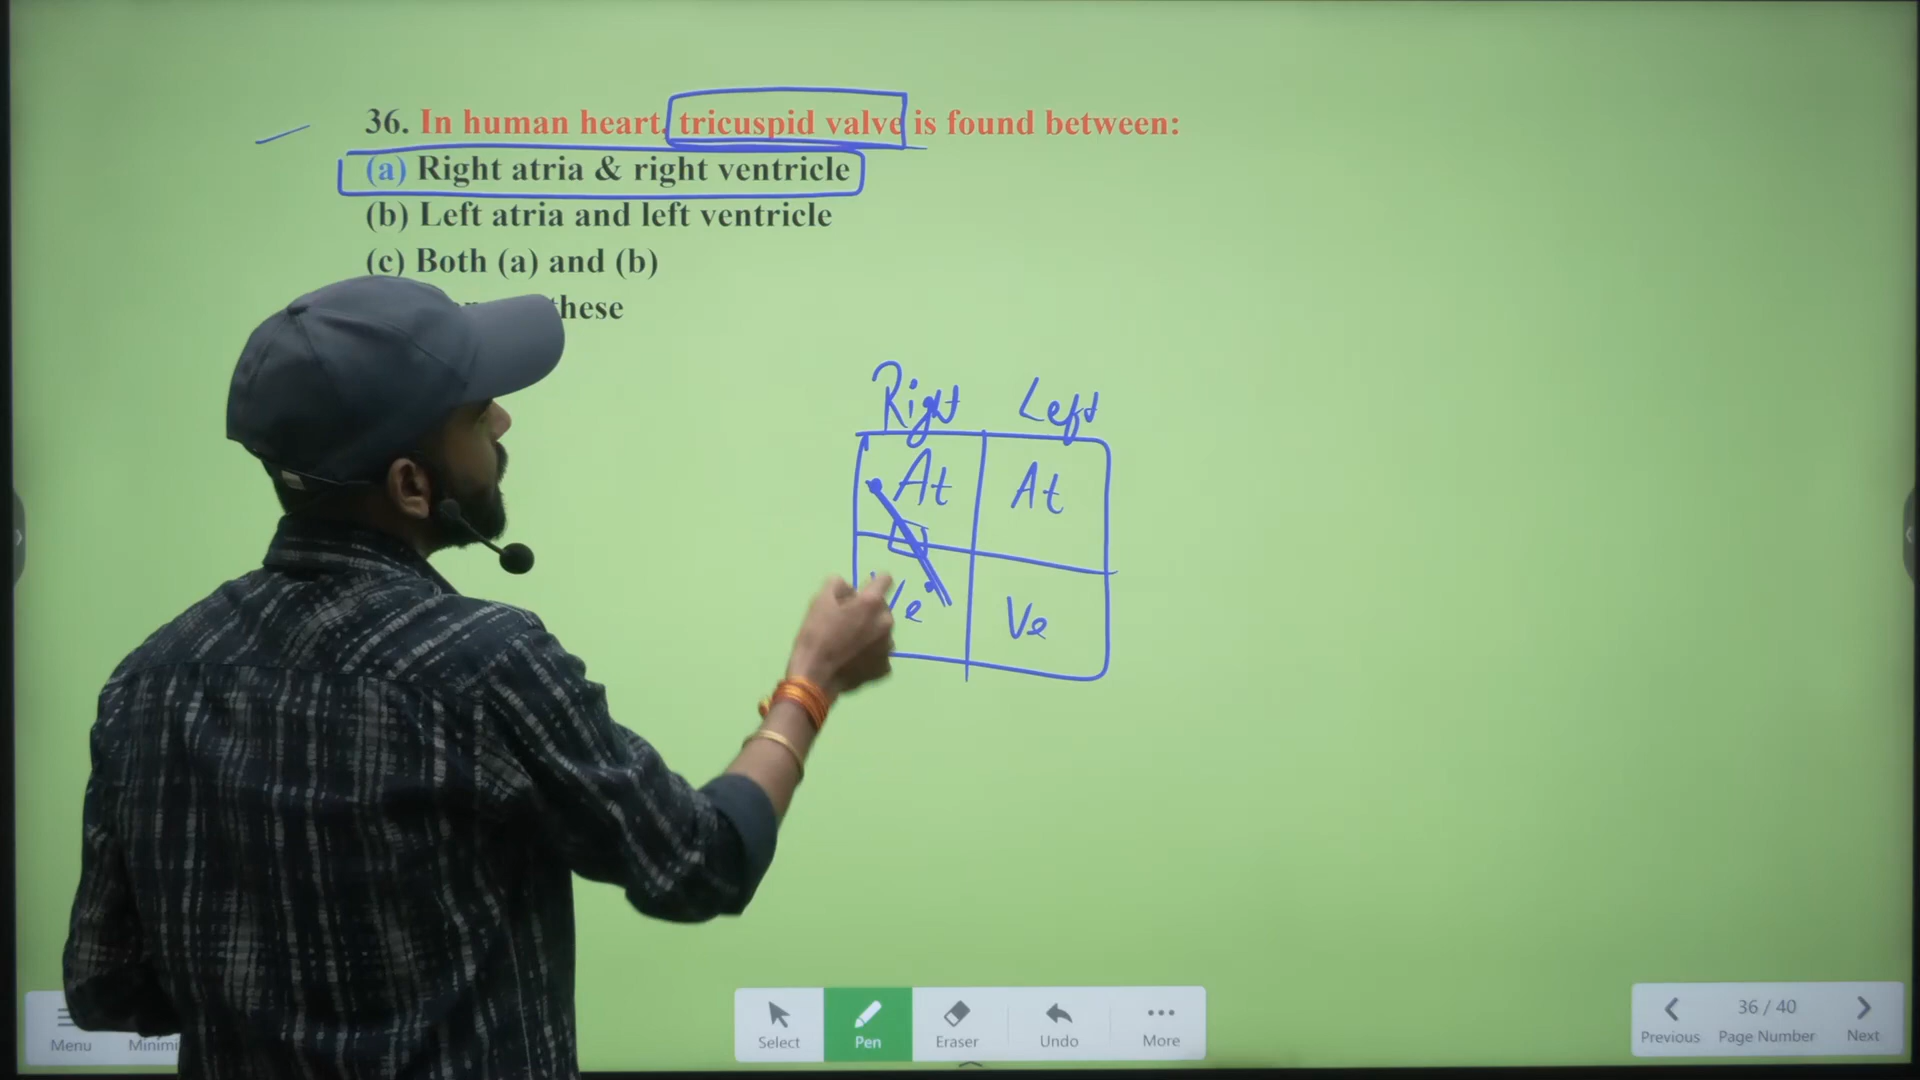 36. In human heart, tricuspid valve is found between:
(a) Right atria & right ventricle
(b) Left atria and left ventricle
(c) Both (a) and (b)
these
Right Left
At At
Ve Ve
Menu
Select Pen Eraser Undo More
36 / 40
Previous Page Number Next